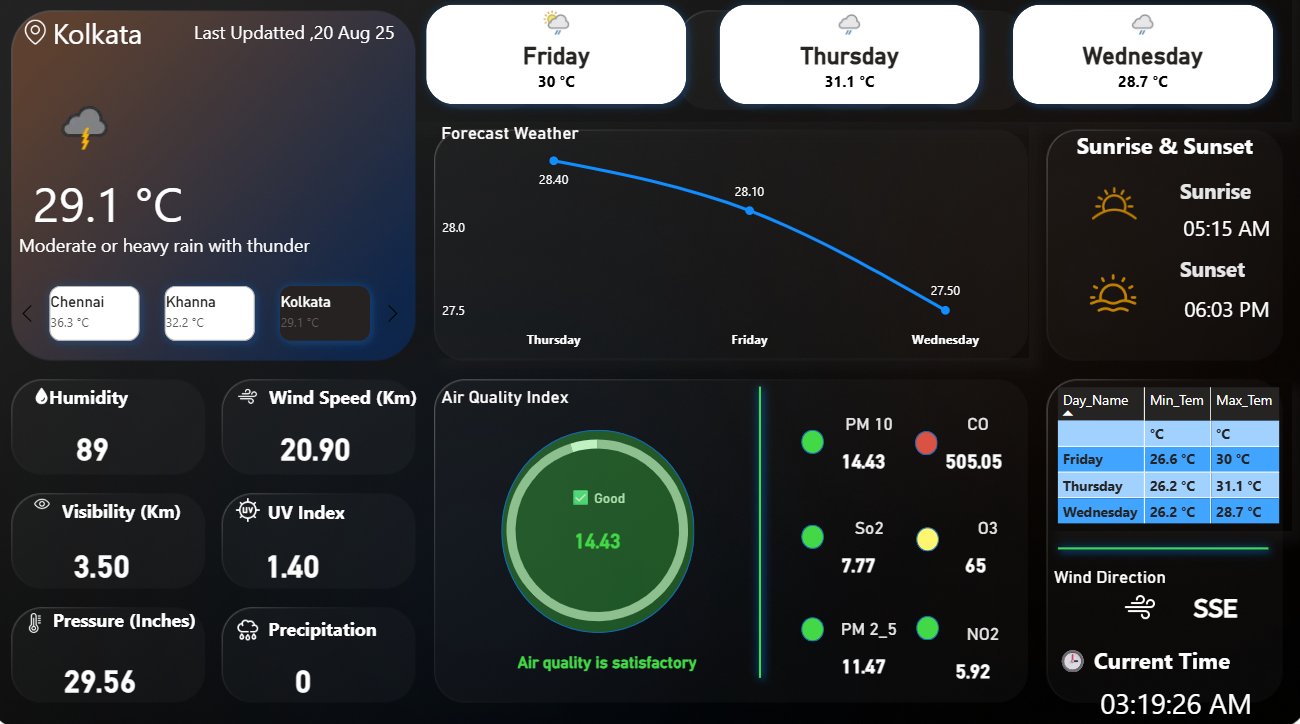 Kolkata
Last Updatted ,20 Aug 25
29.1 °C
Moderate or heavy rain with thunder
Chennai
36.3 °C
Khanna
32.2 °C
Kolkata
29.1 °C
Friday
30 °C
Thursday
31.1 °C
Wednesday
28.7 °C
Forecast Weather
28.40
28.10
28.0
27.50
27.5
Thursday Friday Wednesday
Sunrise & Sunset
Sunrise
05:15 AM
Sunset
06:03 PM
Humidity
89
Wind Speed (Km)
20.90
Visibility (Km)
3.50
UV
UV Index
1.40
Pressure (Inches)
29.56
Precipitation
0
Air Quality Index
Good
14.43
Air quality is satisfactory
PM 10
14.43
CO
505.05
So2
7.77
O3
65
PM 2_5
11.47
NO2
5.92
Day_Name Min_Tem Max_Tem
°C °C
Friday 26.6 °C 30 °C
Thursday 26.2 °C 31.1 °C
Wednesday 26.2 °C 28.7 °C
Wind Direction
SSE
Current Time
03:19:26 AM